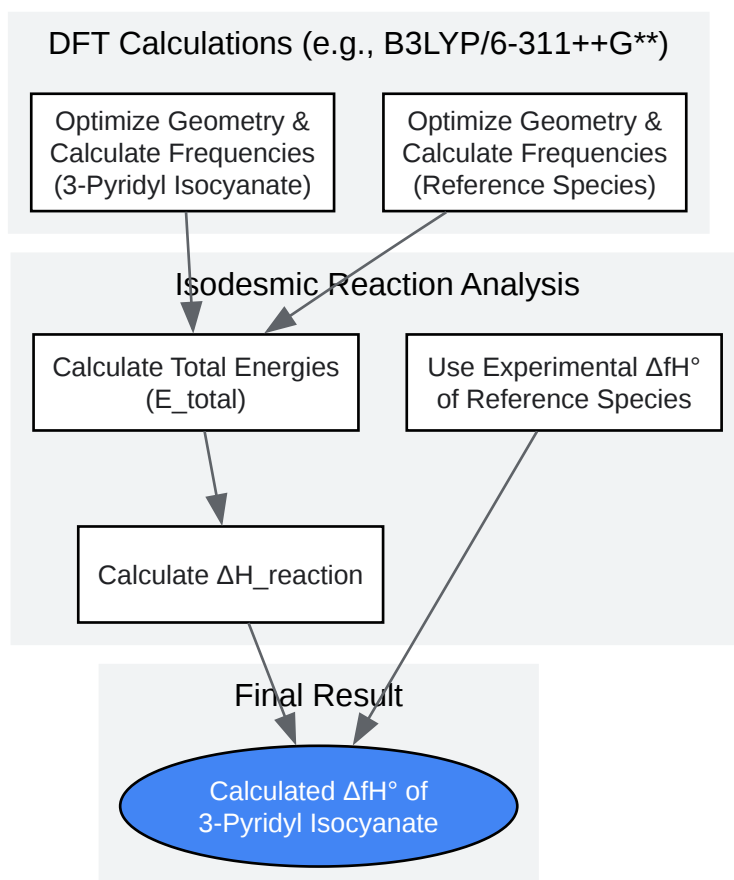 DFT Calculations (e.g., B3LYP/6-311++G**)
Optimize Geometry &
Calculate Frequencies
(3-Pyridyl Isocyanate)
Optimize Geometry &
Calculate Frequencies
(Reference Species)
Isodesmic Reaction Analysis
Calculate Total Energies
(E_total)
Use Experimental ΔfH°
of Reference Species
Calculate ΔH_reaction
Final Result
Calculated ΔfH° of
3-Pyridyl Isocyanate